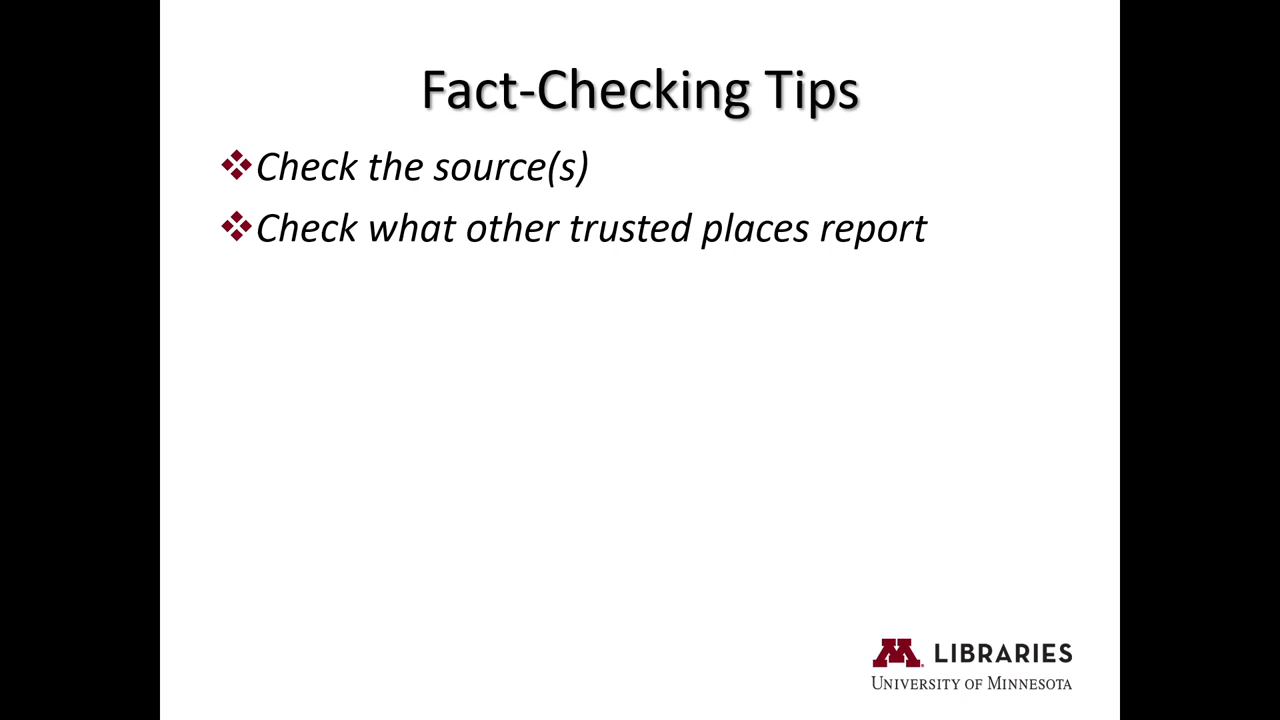 Fact-Checking Tips
❖Check the source(s)
❖Check what other trusted places report
M LIBRARIES
UNIVERSITY OF MINNESOTA